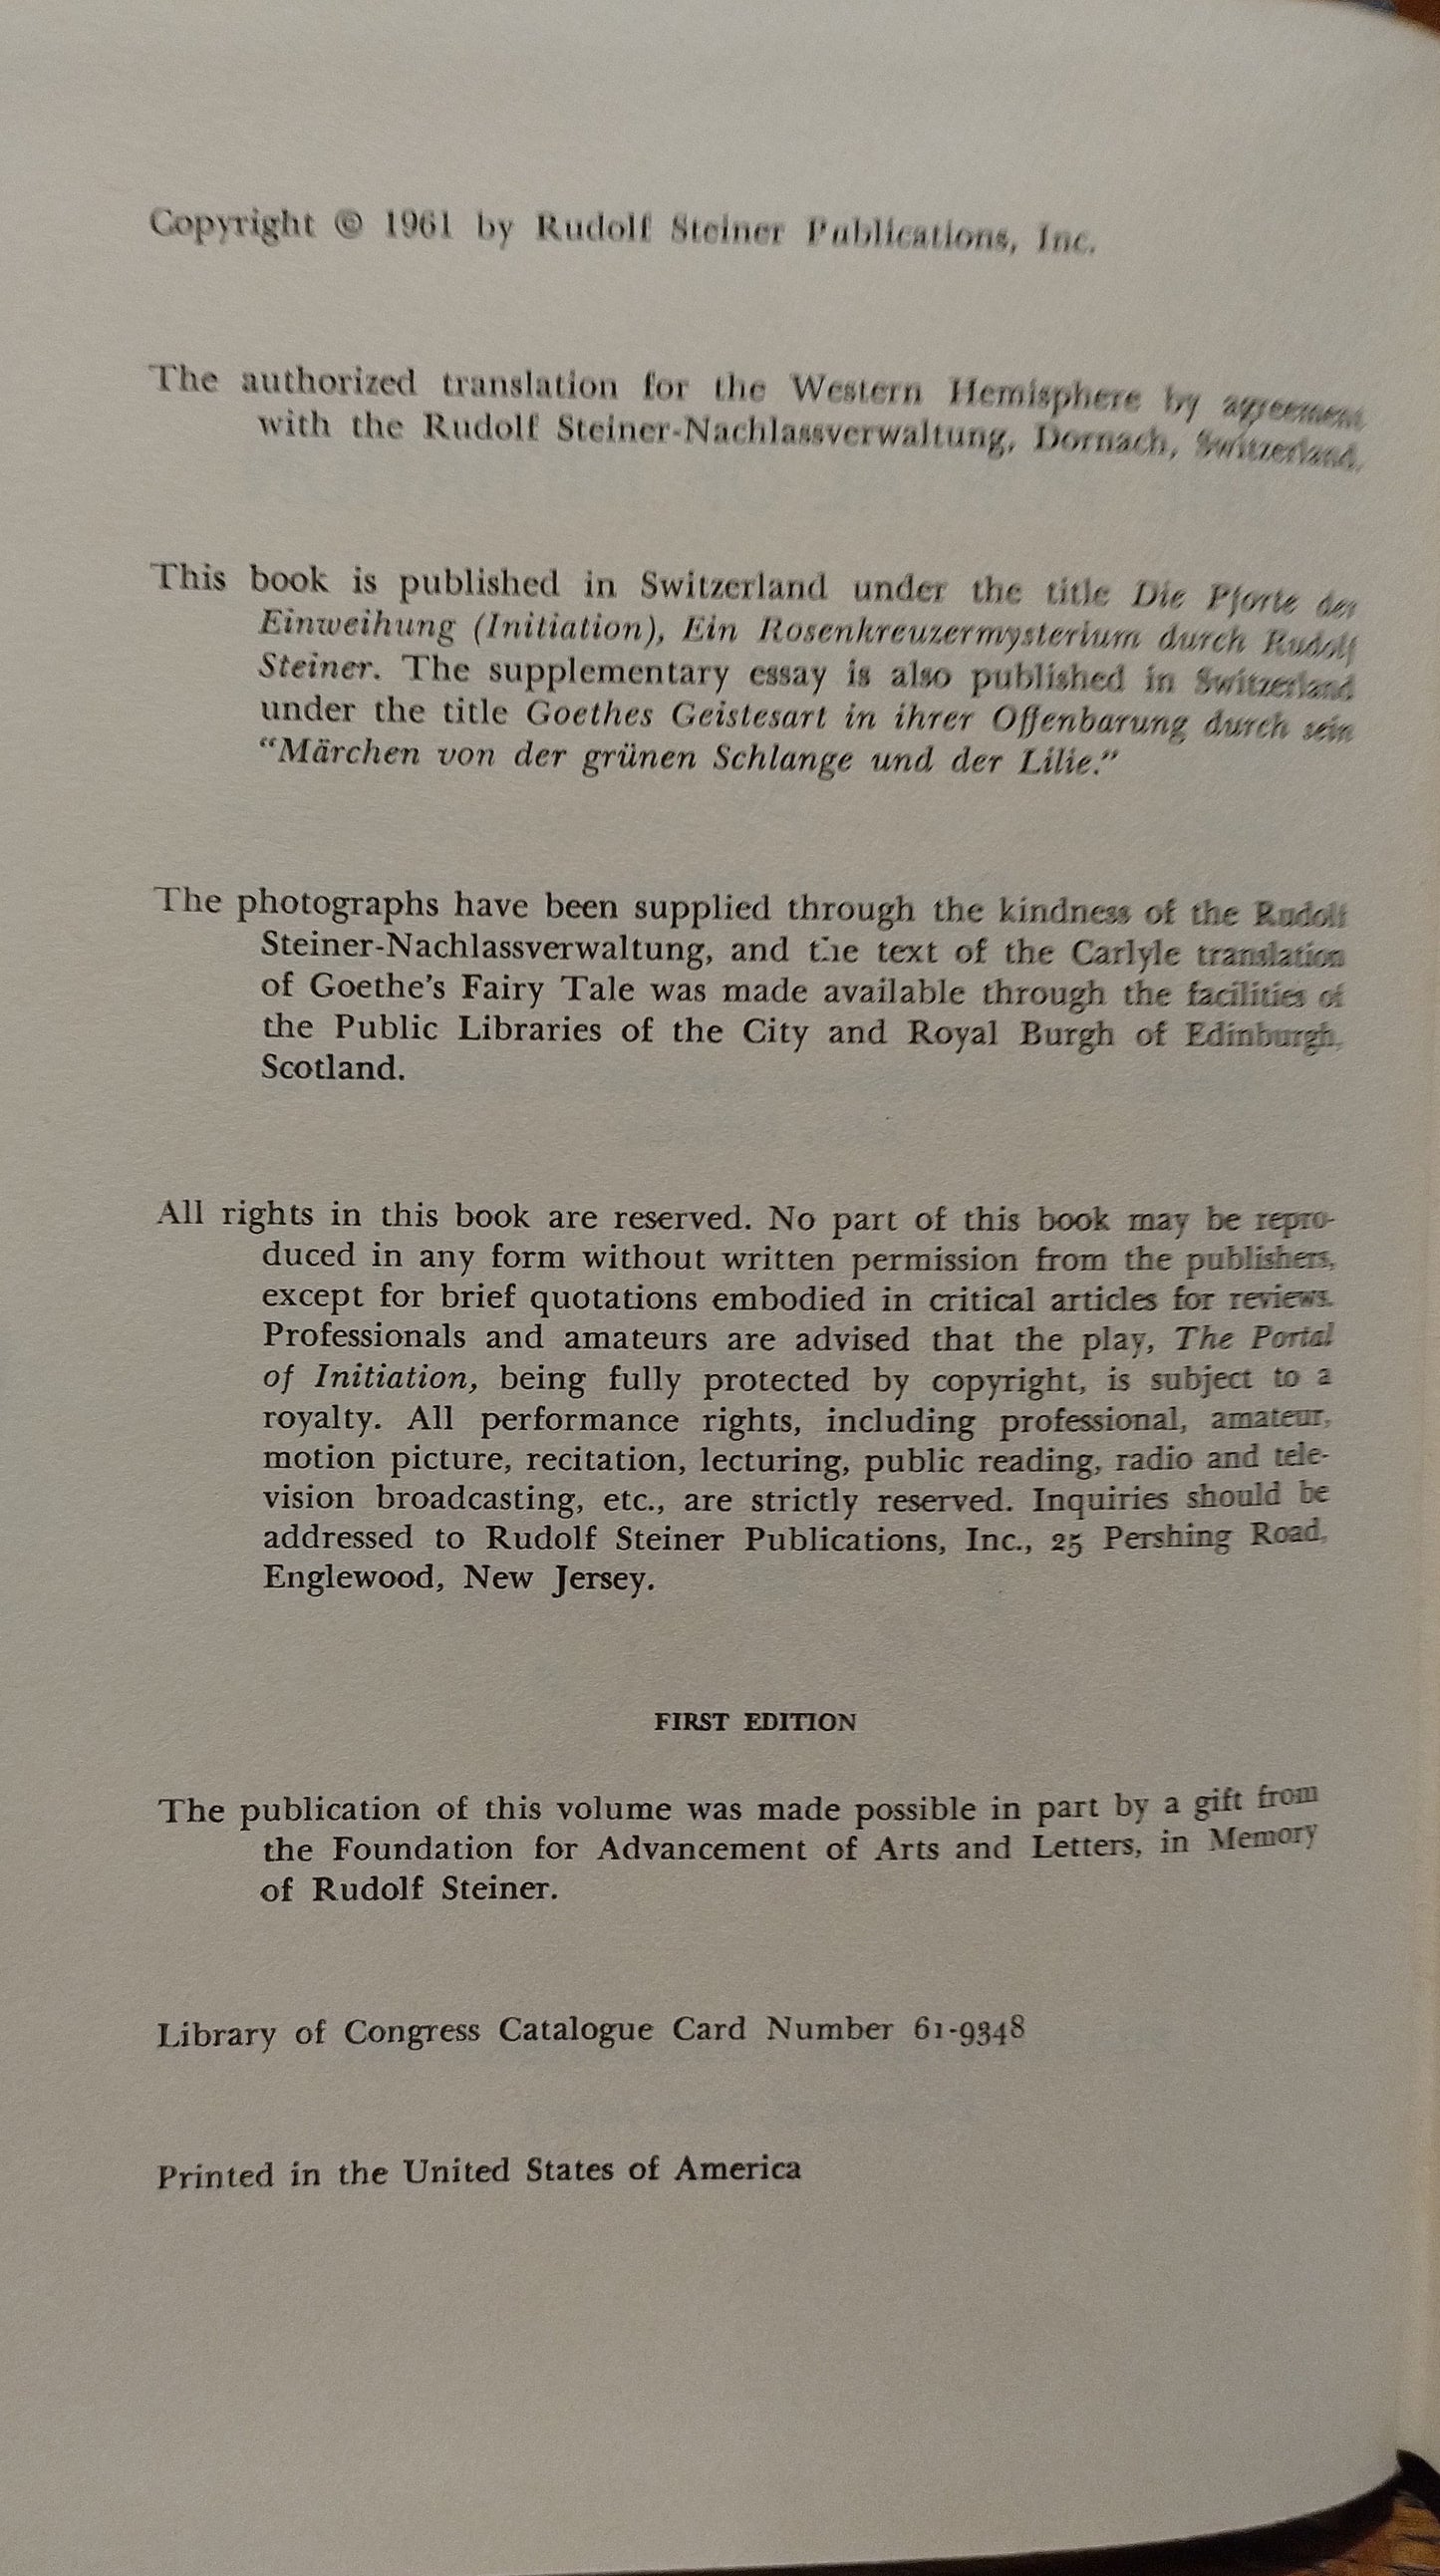 Copyright © 1961 by Rudolf Steiner Publications, Inc.
The authorized translation for the Western Hemisphere by agreement
with the Rudolf Steiner-Nachlassverwaltung, Dornach, Switzerland.
This book is published in Switzerland under the title Die Pforte der
Einweihung (Initiation), Ein Rosenkreuzermysterium durch Rudolf
Steiner. The supplementary essay is also published in Switzerland
under the title Goethes Geistesart in ihrer Offenbarung durch sein
“Märchen von der grünen Schlange und der Lilie.”
The photographs have been supplied through the kindness of the Rudolf
Steiner-Nachlassverwaltung, and the text of the Carlyle translation
of Goethe’s Fairy Tale was made available through the facilities of
the Public Libraries of the City and Royal Burgh of Edinburgh,
Scotland.
All rights in this book are reserved. No part of this book may be repro-
duced in any form without written permission from the publishers,
except for brief quotations embodied in critical articles for reviews.
Professionals and amateurs are advised that the play, The Portal
of Initiation, being fully protected by copyright, is subject to a
royalty. All performance rights, including professional, amateur,
motion picture, recitation, lecturing, public reading, radio and tele-
vision broadcasting, etc., are strictly reserved. Inquiries should be
addressed to Rudolf Steiner Publications, Inc., 25 Pershing Road,
Englewood, New Jersey.
FIRST EDITION
The publication of this volume was made possible in part by a gift from
the Foundation for Advancement of Arts and Letters, in Memory
of Rudolf Steiner.
Library of Congress Catalogue Card Number 61-9348
Printed in the United States of America